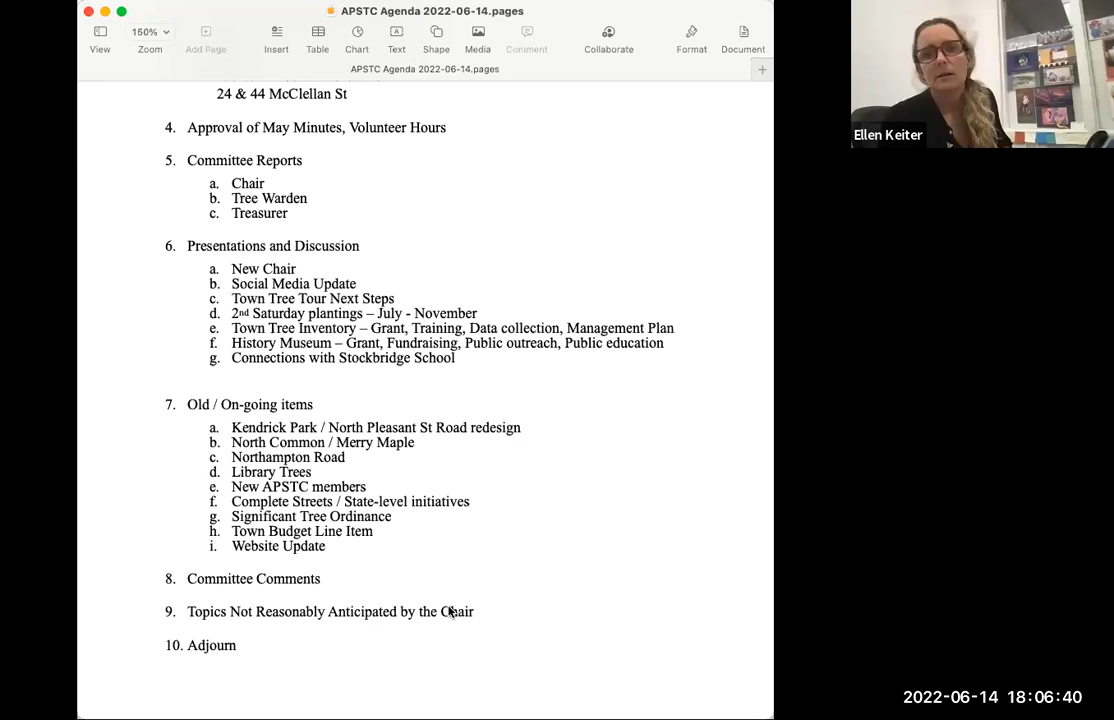 APSTC Agenda 2022-06-14.pages
150%
View
Zoom
Add Page
Insert
Table
Chart
Text
Shape
Media
Comment
Collaborate
Format
Document
APSTC Agenda 2022-06-14.pages
24 & 44 McClellan St
4. Approval of May Minutes, Volunteer Hours
5. Committee Reports
a. Chair
b. Tree Warden
c. Treasurer
6. Presentations and Discussion
a. New Chair
b. Social Media Update
c. Town Tree Tour Next Steps
d. 2nd Saturday plantings – July - November
e. Town Tree Inventory – Grant, Training, Data collection, Management Plan
f. History Museum – Grant, Fundraising, Public outreach, Public education
g. Connections with Stockbridge School
7. Old / On-going items
a. Kendrick Park / North Pleasant St Road redesign
b. North Common / Merry Maple
c. Northampton Road
d. Library Trees
e. New APSTC members
f. Complete Streets / State-level initiatives
g. Significant Tree Ordinance
h. Town Budget Line Item
i. Website Update
8. Committee Comments
9. Topics Not Reasonably Anticipated by the Chair
10. Adjourn
Ellen Keiter
2022-06-14 18:06:40